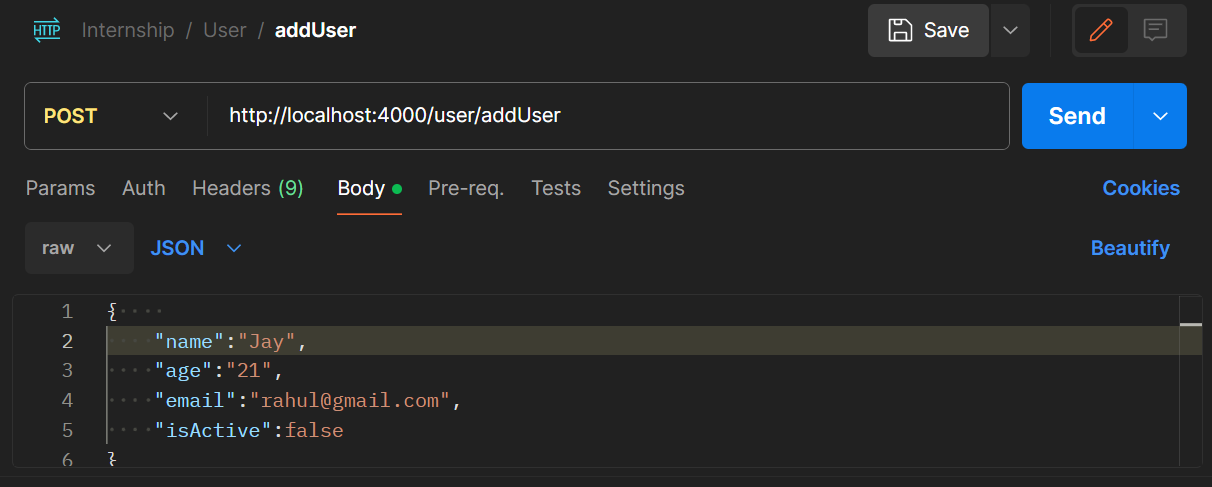 HTTP Internship / User / addUser Save
POST http://localhost:4000/user/addUser Send
Params Auth Headers (9) Body Pre-req. Tests Settings Cookies
raw JSON Beautify
1 {
2 "name":"Jay",
3 "age":"21",
4 "email":"rahul@gmail.com",
5 "isActive":false
6 }